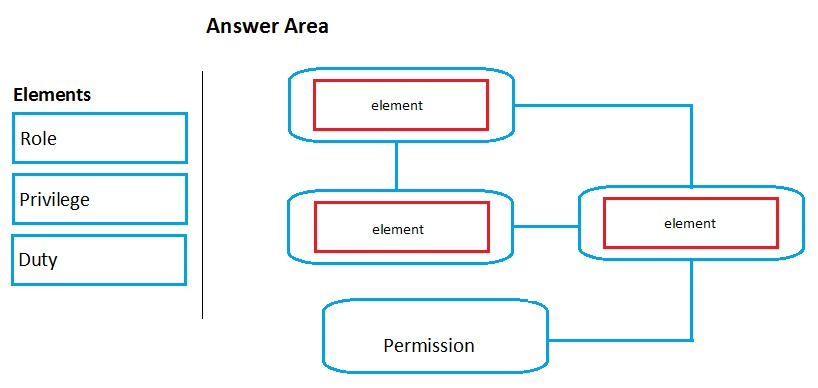 Answer Area
Elements
Role
Privilege
Duty
element
element
element
Permission